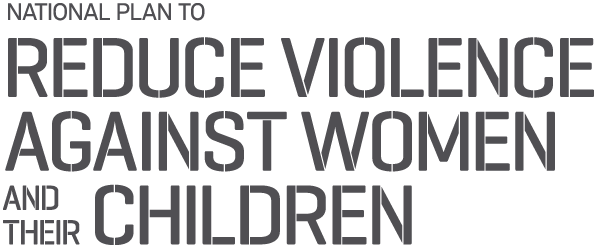 NATIONAL PLAN TO
REDUCE VIOLENCE
AGAINST WOMEN
AND THEIR CHILDREN